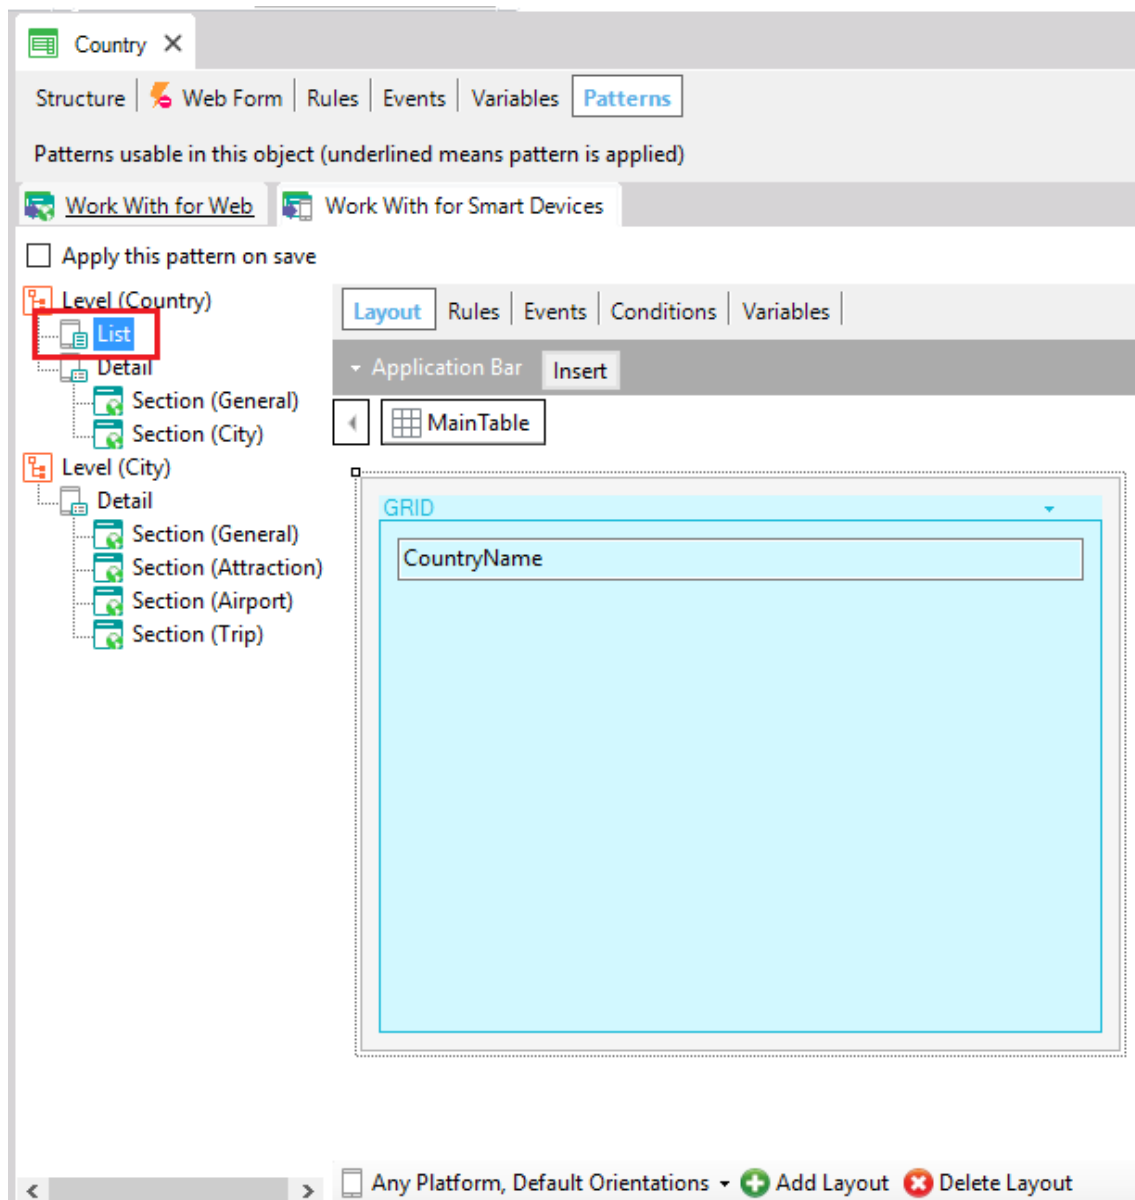 Country
Structure Web Form Rules Events Variables Patterns
Patterns usable in this object (underlined means pattern is applied)
Work With for Web Work With for Smart Devices
Apply this pattern on save
Level (Country)
List
Detail
Section (General)
Section (City)
Level (City)
Detail
Section (General)
Section (Attraction)
Section (Airport)
Section (Trip)
Layout Rules Events Conditions Variables
Application Bar Insert
MainTable
GRID
CountryName
Any Platform, Default Orientations Add Layout Delete Layout